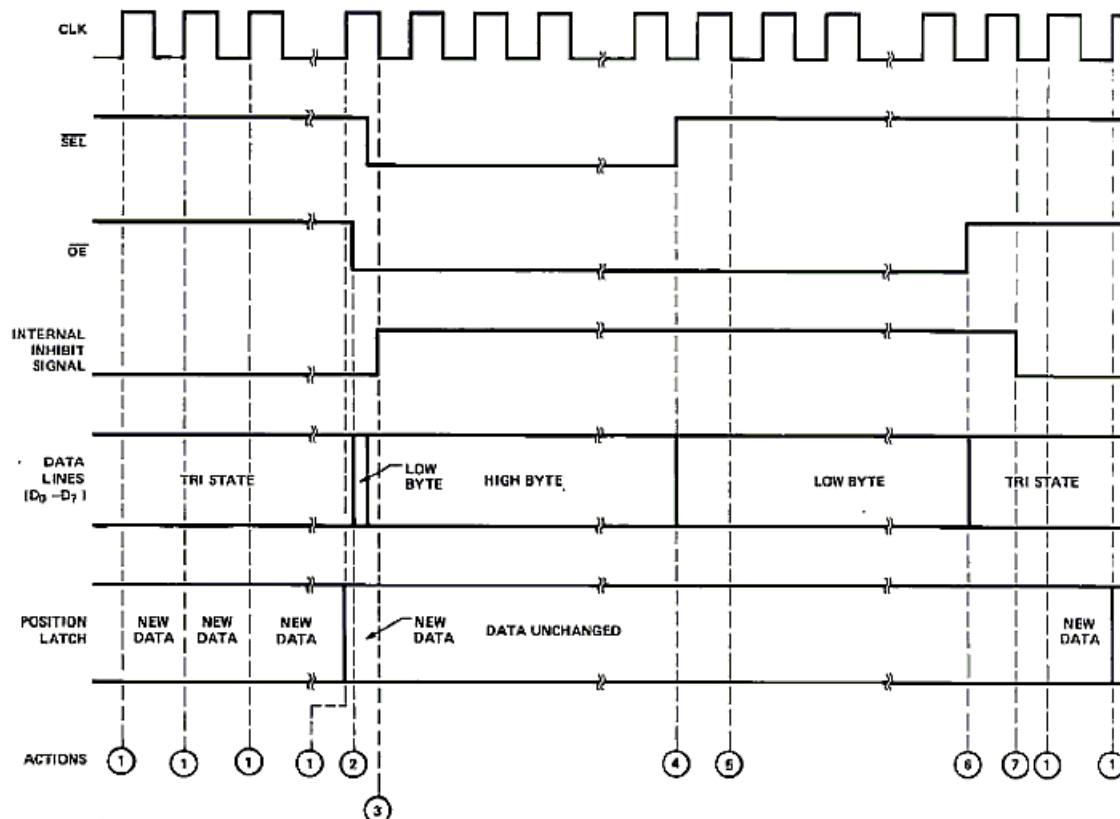 CLK
SEL
OE
INTERNAL
INHIBIT
SIGNAL
DATA
LINES
(D0 –D7)
TRI STATE
LOW
BYTE
HIGH BYTE
LOW BYTE
TRI STATE
POSITION
LATCH
NEW
DATA
NEW
DATA
NEW
DATA
NEW
DATA
DATA UNCHANGED
NEW
DATA
ACTIONS
1 1 1 1 2 4 5 6 7 1 1
3